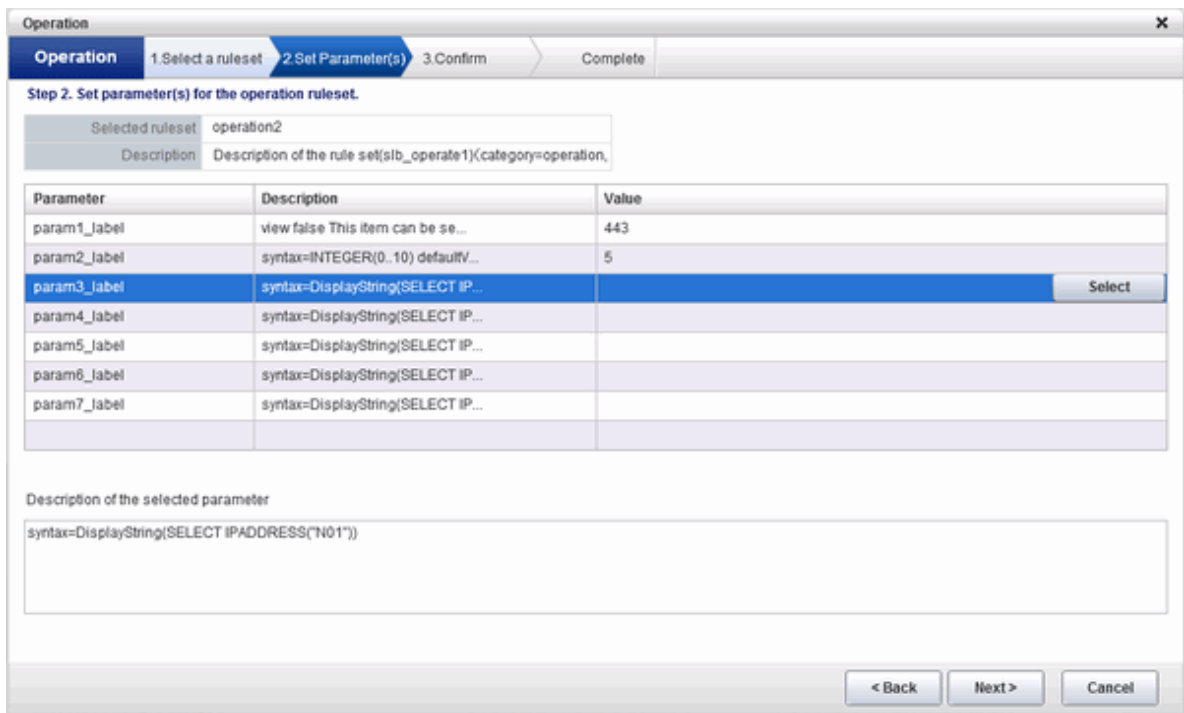 Operation
Operation 1.Select a ruleset 2.Set Parameter(s) 3.Confirm Complete
Step 2. Set parameter(s) for the operation ruleset.
Selected ruleset operation2
Description Description of the rule set(slb_operate1)(category=operation,
Parameter Description Value
param1_label view false This item can be se... 443
param2_label syntax=INTEGER(0..10) defaultV... 5
param3_label syntax=DisplayString(SELECT IP... Select
param4_label syntax=DisplayString(SELECT IP...
param5_label syntax=DisplayString(SELECT IP...
param6_label syntax=DisplayString(SELECT IP...
param7_label syntax=DisplayString(SELECT IP...
Description of the selected parameter
syntax=DisplayString(SELECT IPADDRESS("N01"))
< Back Next > Cancel